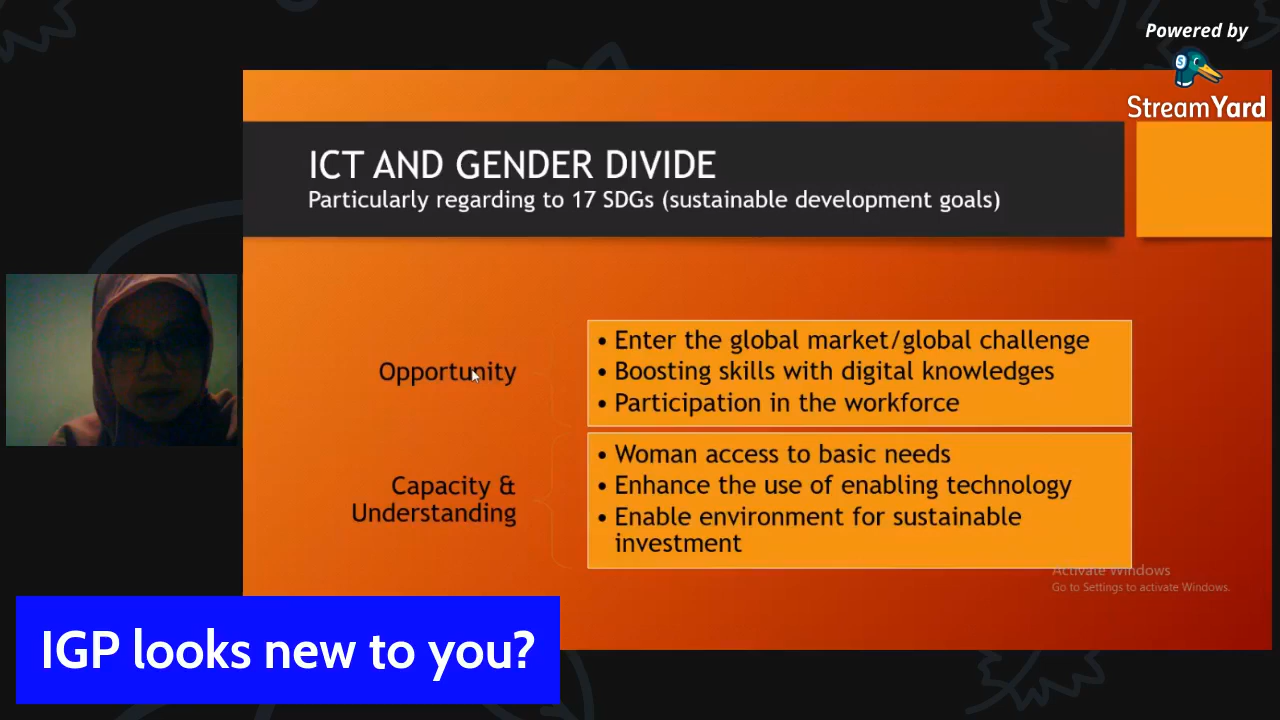 Powered by
StreamYard
ICT AND GENDER DIVIDE
Particularly regarding to 17 SDGs (sustainable development goals)
Opportunity
• Enter the global market/global challenge
• Boosting skills with digital knowledges
• Participation in the workforce
Capacity &
Understanding
• Woman access to basic needs
• Enhance the use of enabling technology
• Enable environment for sustainable
investment
Activate Windows
Go to Settings to activate Windows.
IGP looks new to you?